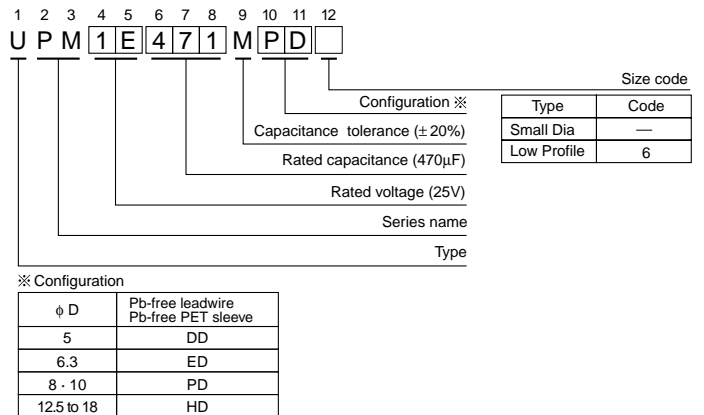 1 2 3 4 5 6 7 8 9 10 11 12
U P M 1 E 4 7 1 M P D
Size code
Configuration ※
Type Code
Capacitance tolerance (± 20%)
Small Dia —
Rated capacitance (470µF)
Low Profile 6
Rated voltage (25V)
Series name
Type
※ Configuration
ϕ D Pb-free leadwire
Pb-free PET sleeve
5 DD
6.3 ED
8 · 10 PD
12.5 to 18 HD